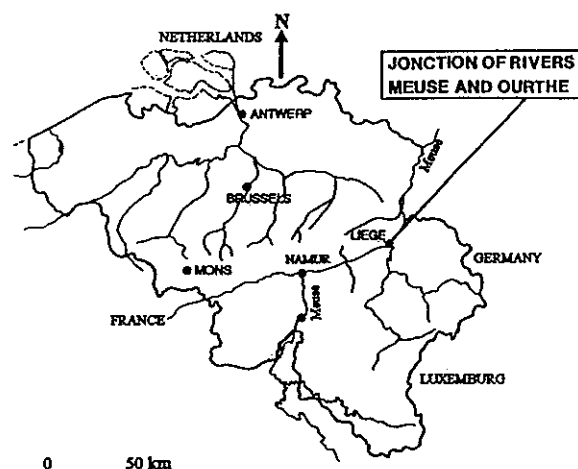 N
NETHERLANDS
JONCTION OF RIVERS
MEUSE AND OURTHE
ANTWERP
Meuse
BRUSSELS
LIEGE
NAMUR
GERMANY
MONS
Meuse
FRANCE
LUXEMBURG
0 50 km